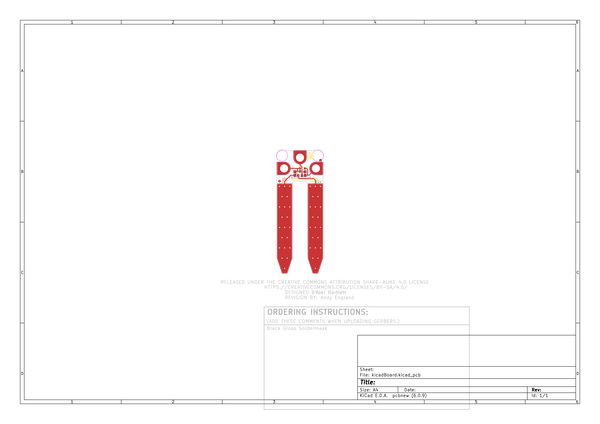 1 2 3 4 5 6
A A
B B
RELEASED UNDER THE CREATIVE COMMONS ATTRIBUTION SHARE-ALIKE 4.0 LICENSE
HTTPS://CREATIVECOMMONS.ORG/LICENSES/BY-SA/4.0/
DESIGNED BY:
REVISION BY: Andy England
C C
ORDERING INSTRUCTIONS:
(ADD THESE COMMENTS WHEN UPLOADING GERBERS:)
Black Gloss Soldermask
Sheet:
File: kicadBoard.kicad_pcb
Title:
D D
Size: A4 Date: Rev:
KiCad E.D.A. pcbnew (6.0.9) Id: 1/1
1 2 3 4 5 6